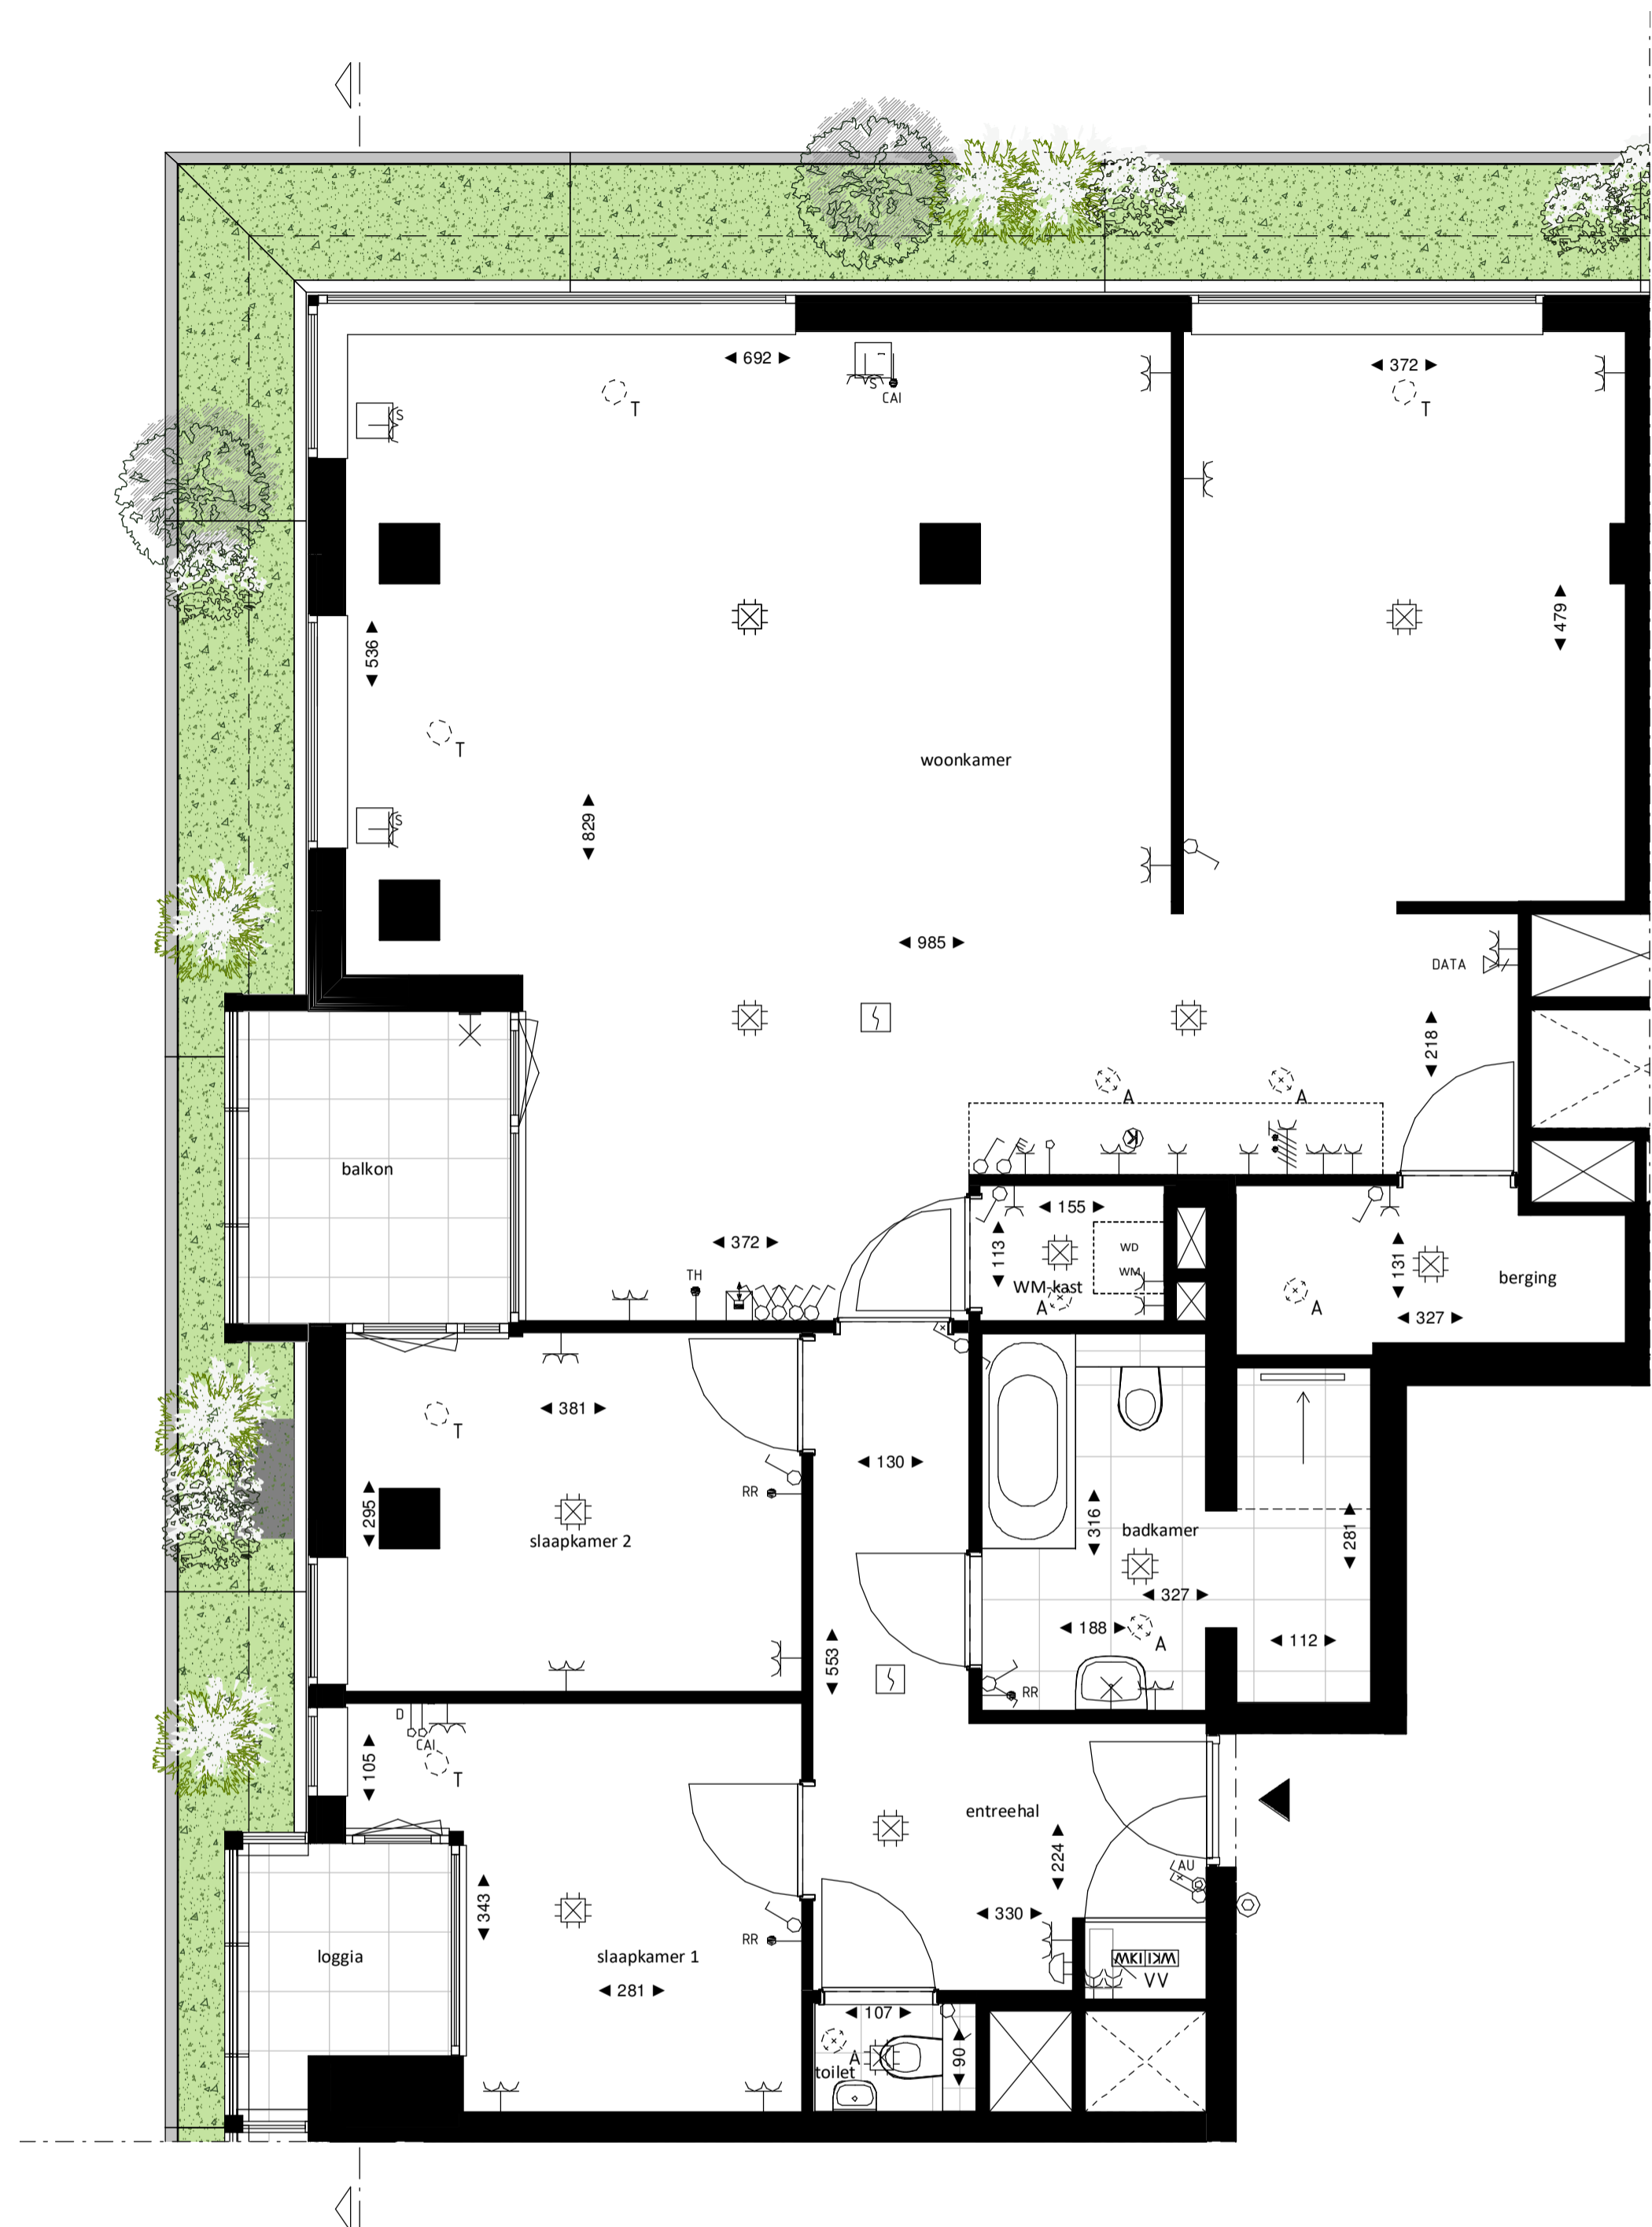 692
372
S
CAI
T
T
S
536
479
T
woonkamer
S
829
985
DATA
218
A
A
K
balkon
155
372
113
WD
WM
131
TH
WM-kast
berging
A
A
327
381
T
130
RR
295
316
badkamer
281
slaapkamer 2
327
188
112
A
553
RR
D
CAI
105
T
entreehal
224
AU
343
330
RR
loggia
slaapkamer 1
WKI WKI
VV
281
107
A
90
toilet